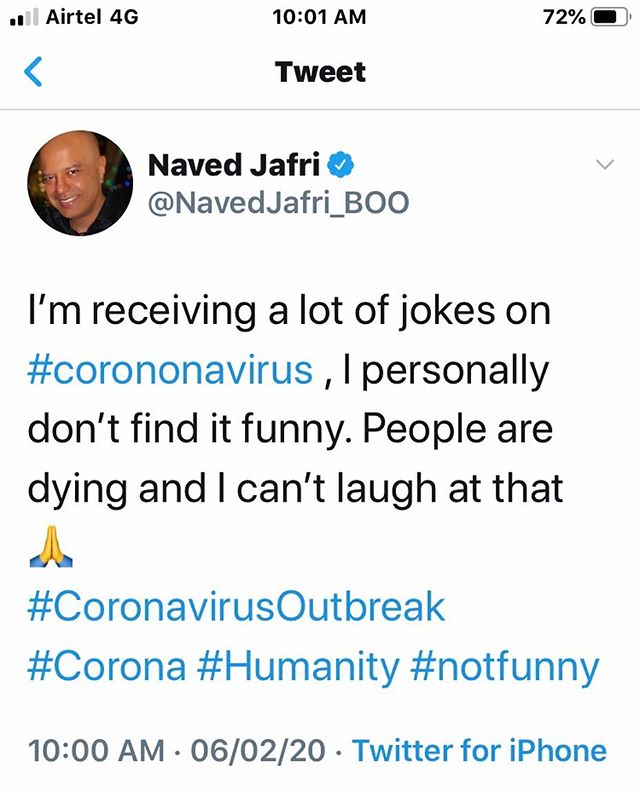 Airtel 4G 10:01 AM 72%
Tweet
Naved Jafri
@NavedJafri_BOO
I'm receiving a lot of jokes on
#corononavirus , I personally
don't find it funny. People are
dying and I can't laugh at that
🙏
#CoronavirusOutbreak
#Corona #Humanity #notfunny
10:00 AM · 06/02/20 · Twitter for iPhone